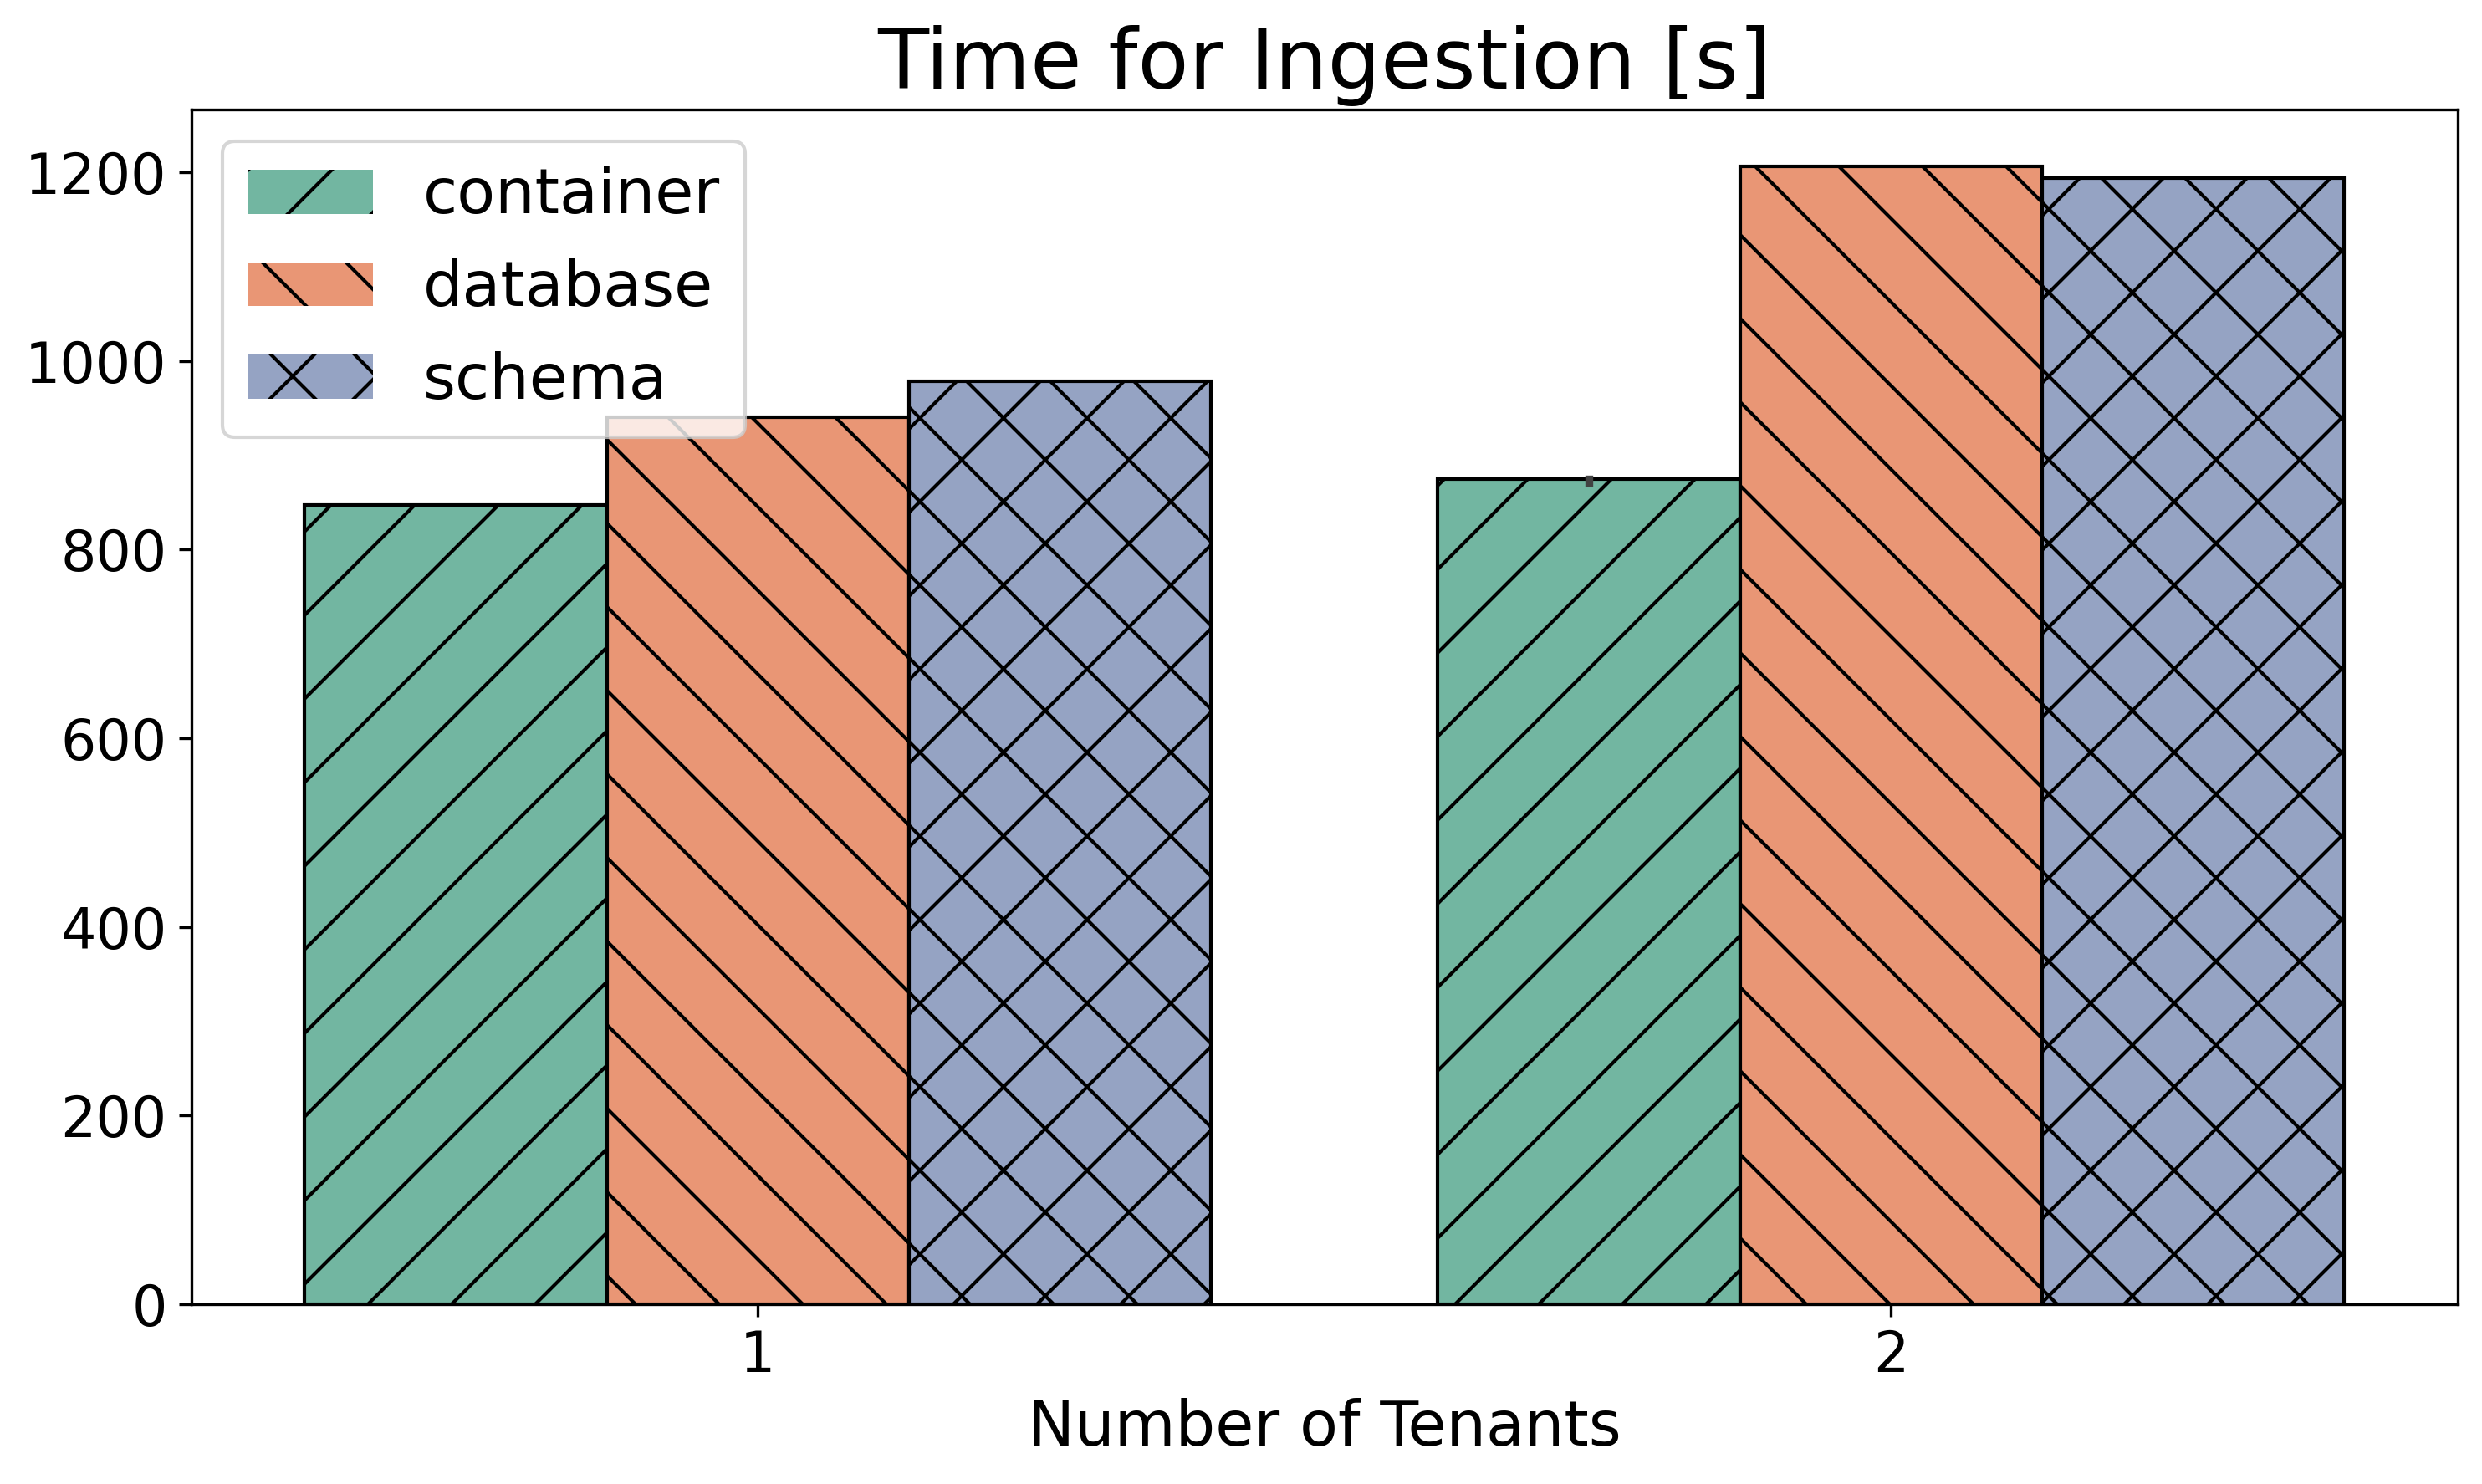 Time for Ingestion [s]
container
database
schema
1200
1000
800
600
400
200
0
1
2
Number of Tenants